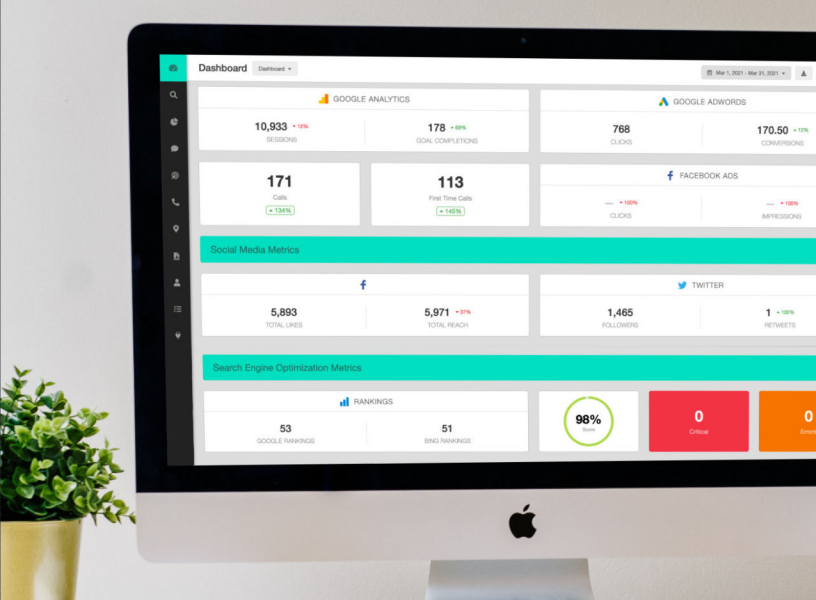 Dashboard Dashboard
Mar 1, 2021 - Mar 31, 2021
GOOGLE ANALYTICS
10,933 12%
SESSIONS
178 68%
GOAL COMPLETIONS
GOOGLE ADWORDS
768
CLICKS
170.50 12%
CONVERSIONS
171
Calls
134%
113
First Time Calls
145%
FACEBOOK ADS
— 100%
CLICKS
— 100%
IMPRESSIONS
Social Media Metrics
5,893
TOTAL LIKES
5,971 37%
TOTAL REACH
TWITTER
1,465
FOLLOWERS
1 100%
RETWEETS
Search Engine Optimization Metrics
RANKINGS
53
GOOGLE RANKINGS
51
BING RANKINGS
98%
Score
0
Critical
0
Errors